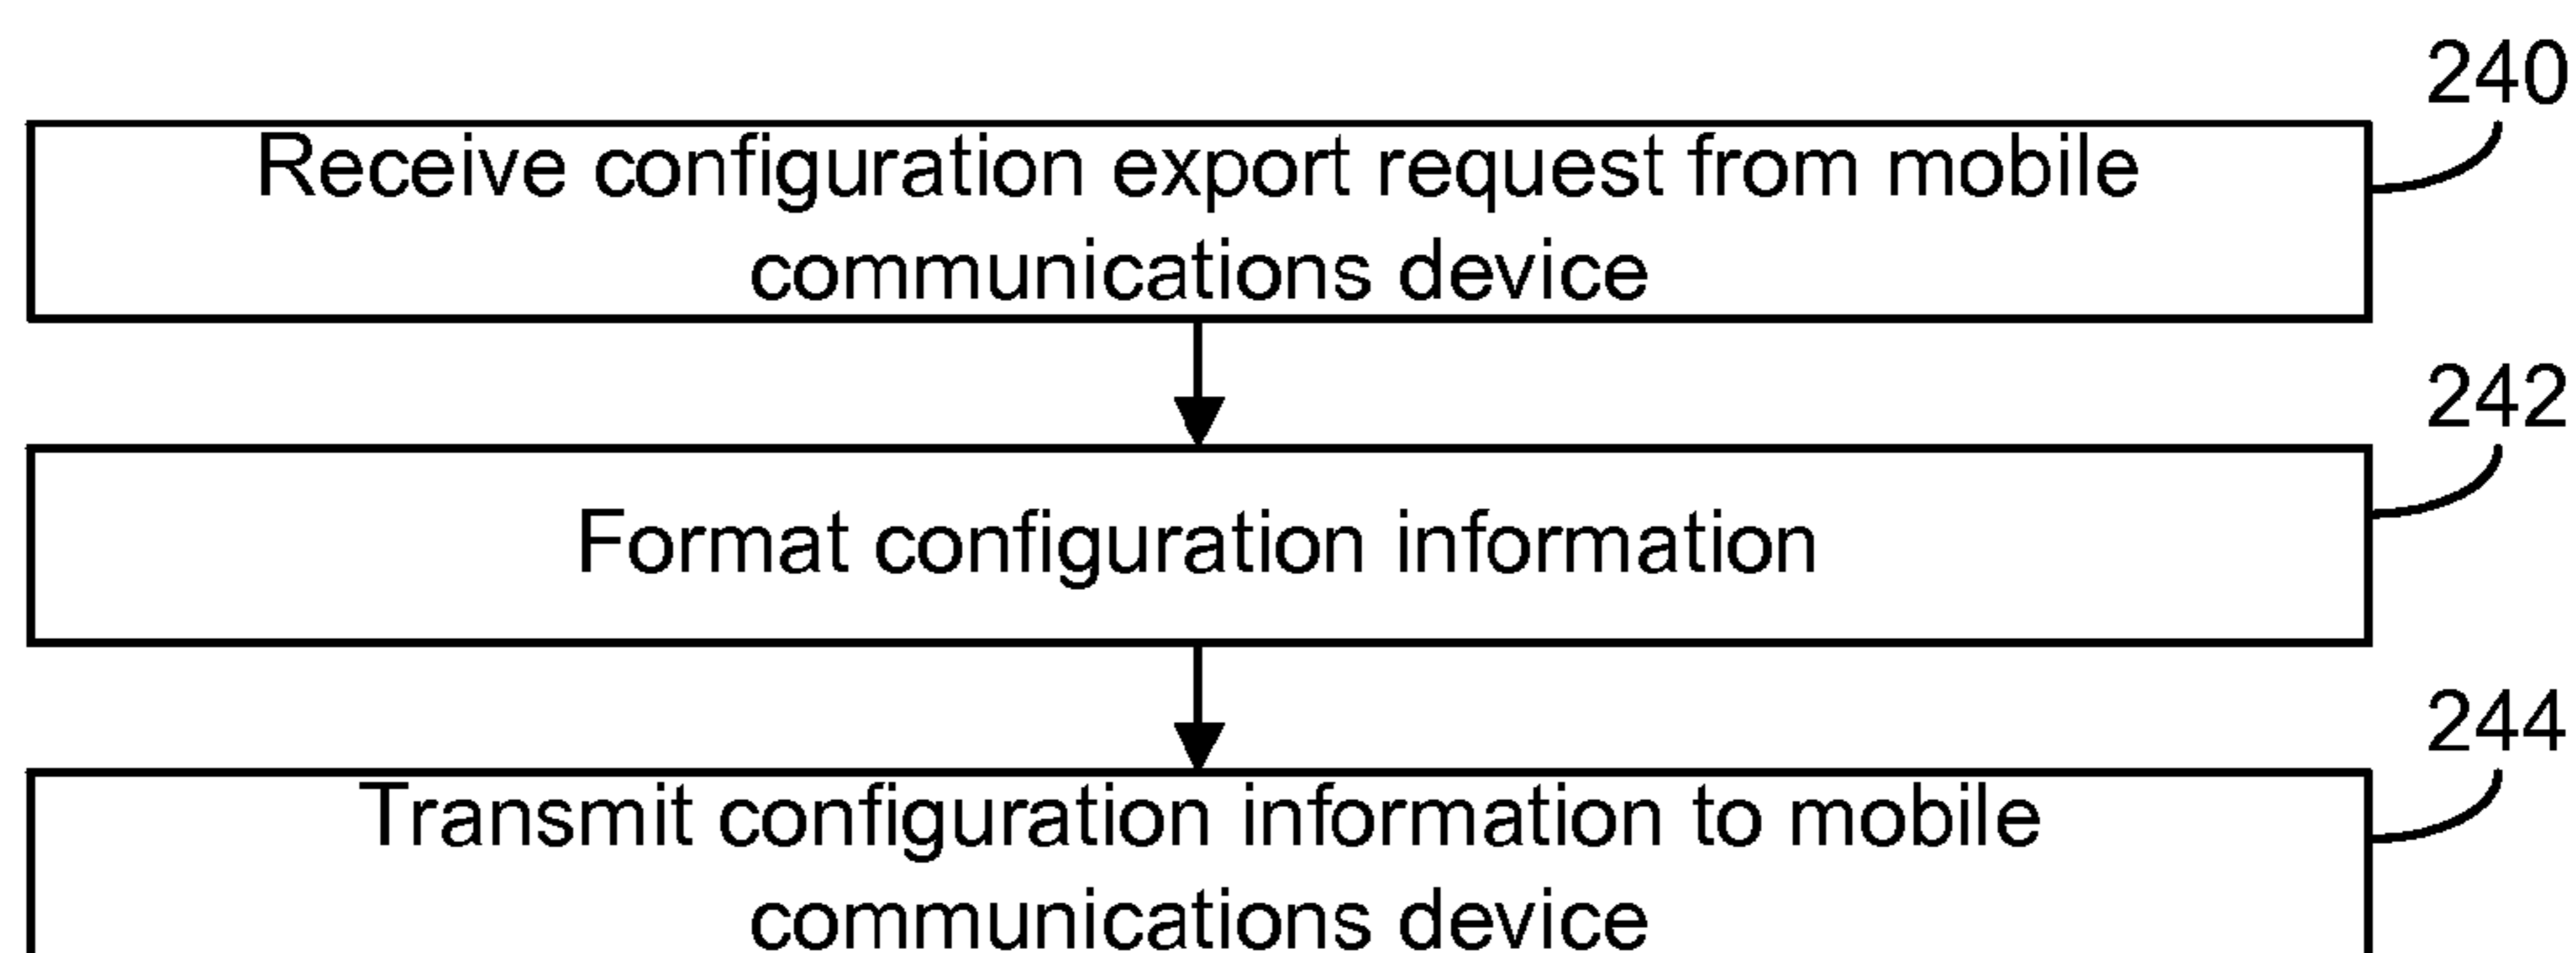 240
Receive configuration export request from mobile
communications device
242
Format configuration information
244
Transmit configuration information to mobile
communications device